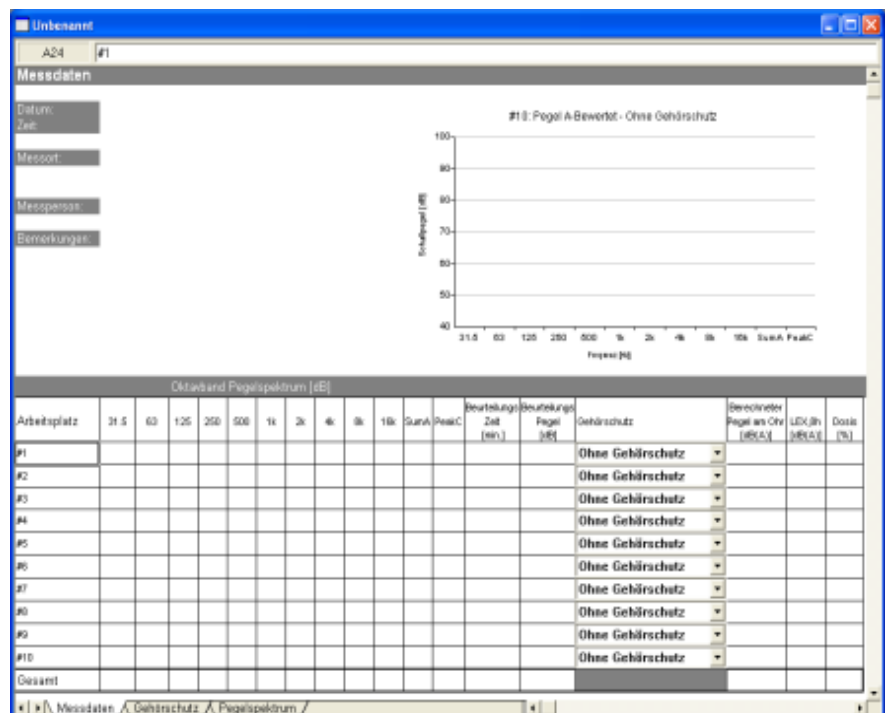 Unbenannt
A24 #1
Messdaten
Datum:
Zeit:
Messort:
Messperson:
Bemerkungen:
#10: Pegel A-Bewertet - Ohne Gehörschutz
Schallpegel [dB]
100
90
80
70
60
50
40
31.5 63 125 250 500 1k 2k 4k 8k 16k SumA PeakC
Frequenz [Hz]
Oktavband Pegelspektrum [dB]
Arbeitsplatz 31.5 63 125 250 500 1k 2k 4k 8k 16k SumA PeakC Beurteilungs Zeit [min.] Beurteilungs Pegel [dB] Gehörschutz Berechneter Pegel am Ohr [dB(A)] LEX,8h [dB(A)] Dosis [%]
#1 Ohne Gehörschutz
#2 Ohne Gehörschutz
#3 Ohne Gehörschutz
#4 Ohne Gehörschutz
#5 Ohne Gehörschutz
#6 Ohne Gehörschutz
#7 Ohne Gehörschutz
#8 Ohne Gehörschutz
#9 Ohne Gehörschutz
#10 Ohne Gehörschutz
Gesamt
Messdaten Gehörschutz Pegelspektrum